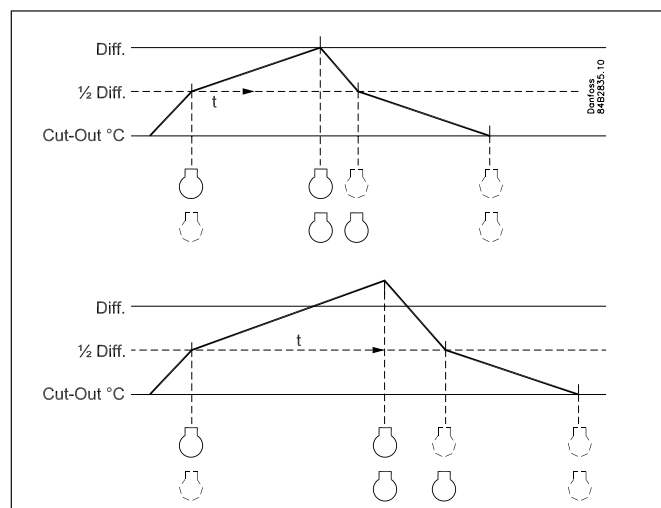 Diff.
½ Diff.
t
Cut-Out °C
Danfoss
84B2835.10
Diff.
½ Diff.
t
Cut-Out °C